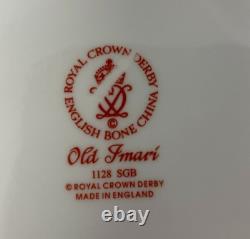 ROYAL CROWN DERBY
ENGLISH BONE CHINA
©
Old Imari
1128 SGB
© ROYAL CROWN DERBY
MADE IN ENGLAND